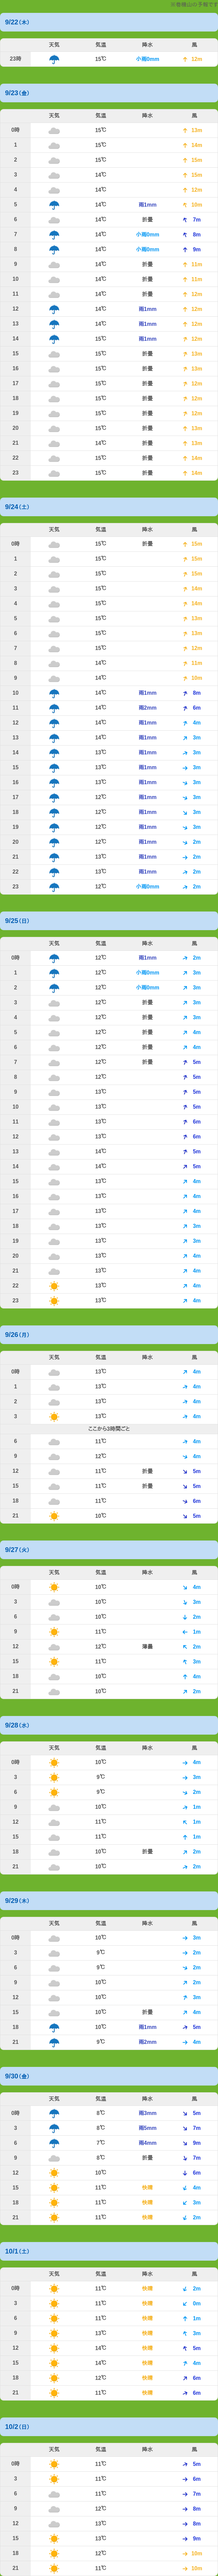 の予報です
9/22（木）
天気 気温 降水 風
23時 15℃ 小雨0mm 12m
9/23（金）
天気 気温 降水 風
0時 15℃ 13m
1 15℃ 14m
2 15℃ 15m
3 14℃ 15m
4 14℃ 12m
5 14℃ 雨1mm 10m
6 14℃ 折曇 7m
7 14℃ 小雨0mm 8m
8 14℃ 小雨0mm 9m
9 14℃ 折曇 11m
10 14℃ 折曇 11m
11 14℃ 折曇 12m
12 14℃ 雨1mm 12m
13 14℃ 雨1mm 12m
14 15℃ 雨1mm 12m
15 15℃ 折曇 13m
16 15℃ 折曇 13m
17 15℃ 折曇 12m
18 15℃ 折曇 12m
19 15℃ 折曇 12m
20 15℃ 折曇 12m
21 14℃ 折曇 13m
22 15℃ 折曇 14m
23 15℃ 折曇 14m
9/24（土）
天気 気温 降水 風
0時 15℃ 折曇 15m
1 15℃ 15m
2 15℃ 15m
3 15℃ 14m
4 15℃ 14m
5 15℃ 13m
6 15℃ 13m
7 15℃ 12m
8 14℃ 11m
9 14℃ 10m
10 14℃ 雨1mm 8m
11 14℃ 雨2mm 6m
12 14℃ 雨1mm 4m
13 14℃ 雨1mm 3m
14 13℃ 雨1mm 3m
15 13℃ 雨1mm 3m
16 13℃ 雨1mm 3m
17 12℃ 雨1mm 3m
18 12℃ 雨1mm 3m
19 12℃ 雨1mm 3m
20 12℃ 雨1mm 2m
21 13℃ 雨1mm 2m
22 13℃ 雨1mm 2m
23 12℃ 小雨0mm 2m
9/25（日）
天気 気温 降水 風
0時 12℃ 雨1mm 2m
1 12℃ 小雨0mm 3m
2 12℃ 小雨0mm 3m
3 12℃ 折曇 3m
4 12℃ 折曇 3m
5 12℃ 折曇 4m
6 12℃ 折曇 4m
7 12℃ 折曇 5m
8 12℃ 5m
9 13℃ 5m
10 13℃ 5m
11 13℃ 6m
12 13℃ 6m
13 14℃ 5m
14 14℃ 5m
15 13℃ 4m
16 13℃ 4m
17 13℃ 4m
18 13℃ 3m
19 13℃ 3m
20 13℃ 4m
21 13℃ 4m
22 13℃ 4m
23 13℃ 4m
9/26（月）
天気 気温 降水 風
0時 13℃ 4m
1 13℃ 4m
2 13℃ 4m
3 13℃ 4m
ここから3時間ごと
6 11℃ 4m
9 12℃ 4m
12 11℃ 折曇 5m
15 11℃ 折曇 5m
18 11℃ 6m
21 10℃ 5m
9/27（火）
天気 気温 降水 風
0時 10℃ 4m
3 10℃ 3m
6 10℃ 2m
9 11℃ 1m
12 12℃ 薄曇 2m
15 11℃ 3m
18 10℃ 4m
21 10℃ 2m
9/28（水）
天気 気温 降水 風
0時 10℃ 4m
3 9℃ 3m
6 9℃ 2m
9 10℃ 1m
12 11℃ 1m
15 11℃ 1m
18 10℃ 折曇 2m
21 10℃ 2m
9/29（木）
天気 気温 降水 風
0時 10℃ 3m
3 9℃ 2m
6 9℃ 2m
9 10℃ 2m
12 10℃ 3m
15 10℃ 折曇 4m
18 10℃ 雨1mm 5m
21 9℃ 雨2mm 4m
9/30（金）
天気 気温 降水 風
0時 8℃ 雨3mm 5m
3 8℃ 雨5mm 7m
6 7℃ 雨4mm 9m
9 8℃ 折曇 7m
12 10℃ 6m
15 11℃ 快晴 4m
18 11℃ 快晴 3m
21 11℃ 快晴 2m
10/1（土）
天気 気温 降水 風
0時 11℃ 快晴 2m
3 11℃ 快晴 0m
6 11℃ 快晴 1m
9 13℃ 快晴 3m
12 14℃ 快晴 5m
15 14℃ 快晴 4m
18 12℃ 快晴 6m
21 11℃ 快晴 6m
10/2（日）
天気 気温 降水 風
0時 11℃ 5m
3 11℃ 6m
6 11℃ 7m
9 12℃ 8m
12 13℃ 8m
15 13℃ 9m
18 12℃ 10m
21 11℃ 10m